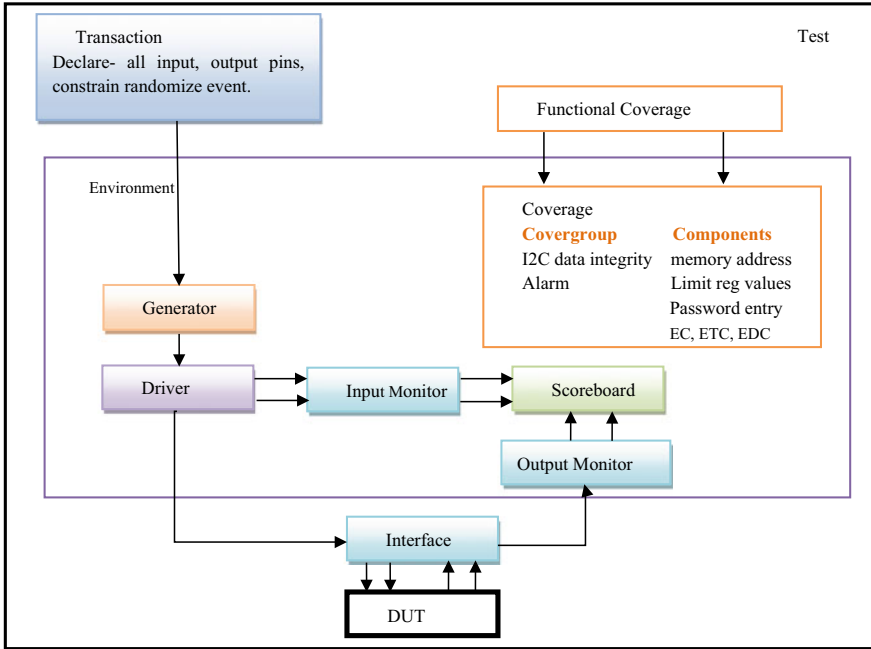 Transaction
Declare- all input, output pins,
constrain randomize event.
Test
Functional Coverage
Environment
Coverage
Covergroup Components
I2C data integrity memory address
Alarm Limit reg values
Password entry
EC, ETC, EDC
Generator
Driver
Input Monitor
Scoreboard
Output Monitor
Interface
DUT